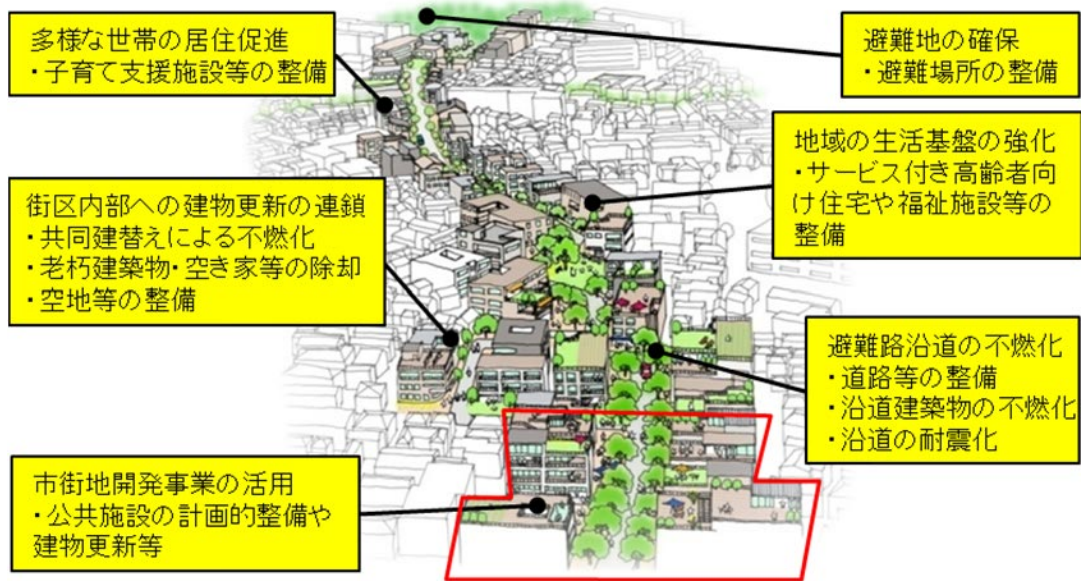 多様な世帯の居住促進
・子育て支援施設等の整備
避難地の確保
・避難場所の整備
地域の生活基盤の強化
・サービス付き高齢者向
け住宅や福祉施設等の
整備
街区内部への建物更新の連鎖
・共同建替えによる不燃化
・老朽建築物・空き家等の除却
・空地等の整備
避難路沿道の不燃化
・道路等の整備
・沿道建築物の不燃化
・沿道の耐震化
市街地開発事業の活用
・公共施設の計画的整備や
建物更新等